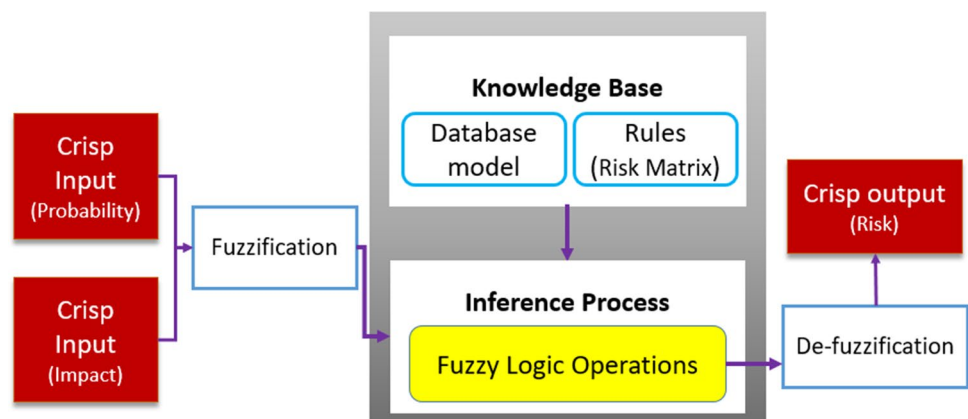 Crisp
Input
(Probability)
Crisp
Input
(Impact)
Fuzzification
Knowledge Base
Database
model
Rules
(Risk Matrix)
Inference Process
Fuzzy Logic Operations
Crisp output
(Risk)
De-fuzzification